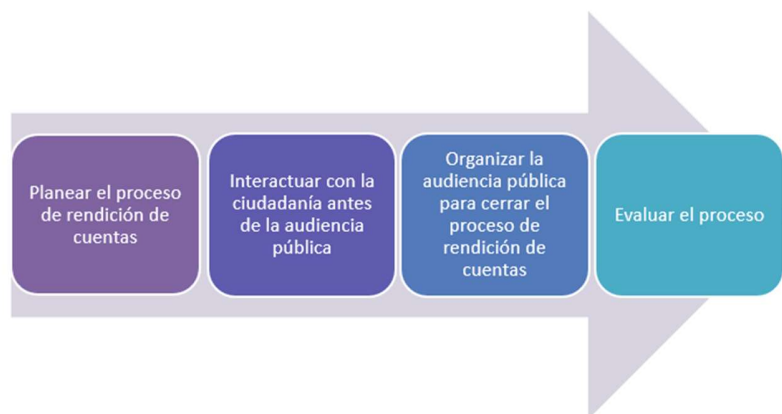 Planear el proceso
de rendición de
cuentas
Interactuar con la
ciudadanía antes
de la audiencia
pública
Organizar la
audiencia pública
para cerrar el
proceso de
rendición de
cuentas
Evaluar el proceso